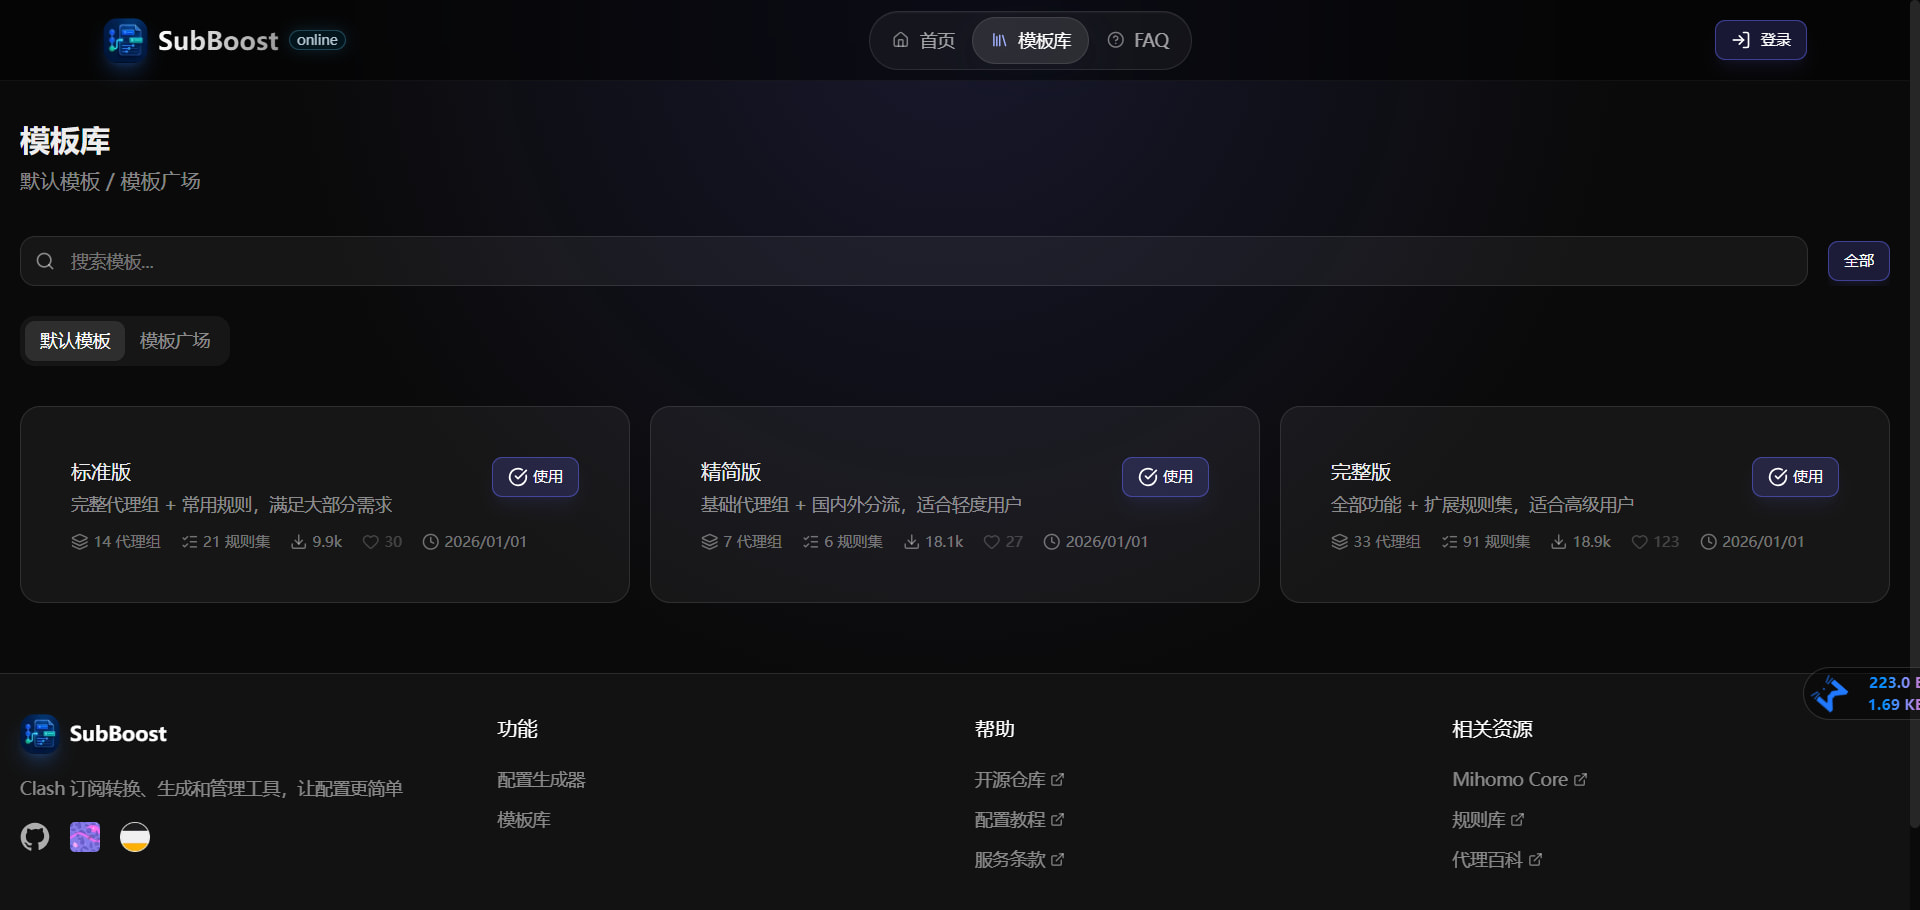 SubBoost online
首页 模板库 FAQ
登录
模板库
默认模板 / 模板广场
搜索模板...
全部
默认模板 模板广场
标准版
使用
完整代理组 + 常用规则，满足大部分需求
14 代理组 21 规则集 9.9k 30 2026/01/01
精简版
使用
基础代理组 + 国内外分流，适合轻度用户
7 代理组 6 规则集 18.1k 27 2026/01/01
完整版
使用
全部功能 + 扩展规则集，适合高级用户
33 代理组 91 规则集 18.9k 123 2026/01/01
223.0
1.69
SubBoost
Clash 订阅转换、生成和管理工具，让配置更简单
功能
配置生成器
模板库
帮助
开源仓库
配置教程
服务条款
相关资源
Mihomo Core
规则库
代理百科